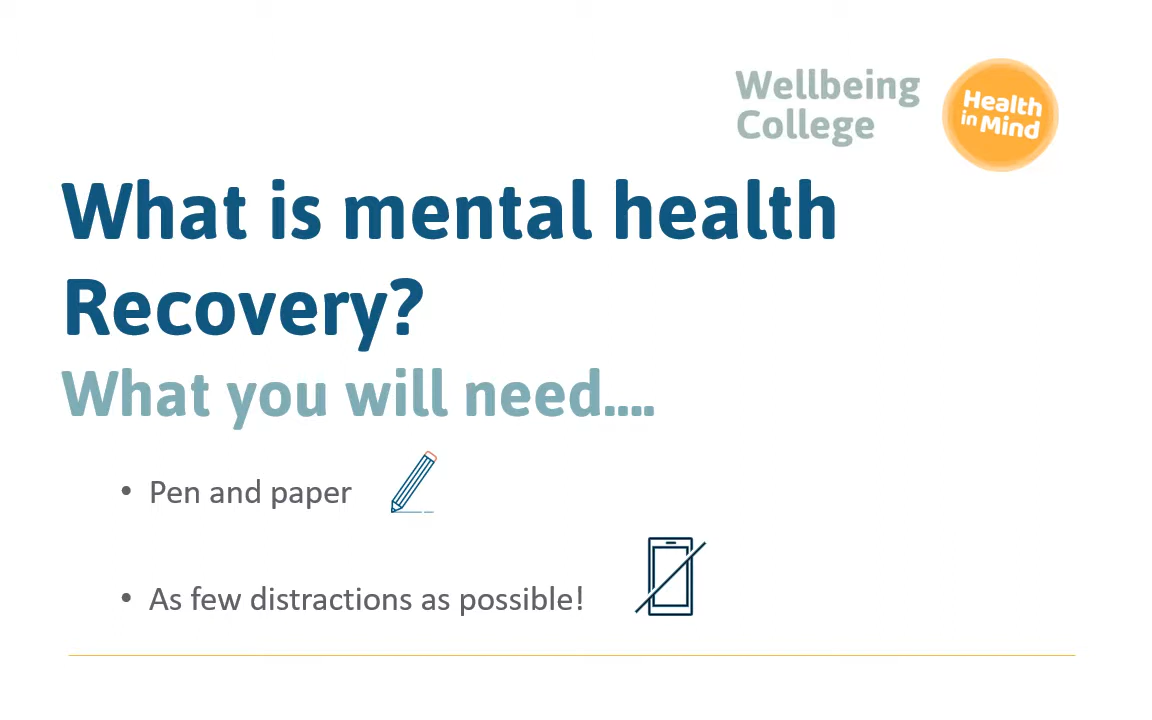 Wellbeing
College
Health
in Mind
What is mental health
Recovery?
What you will need....
• Pen and paper
• As few distractions as possible!